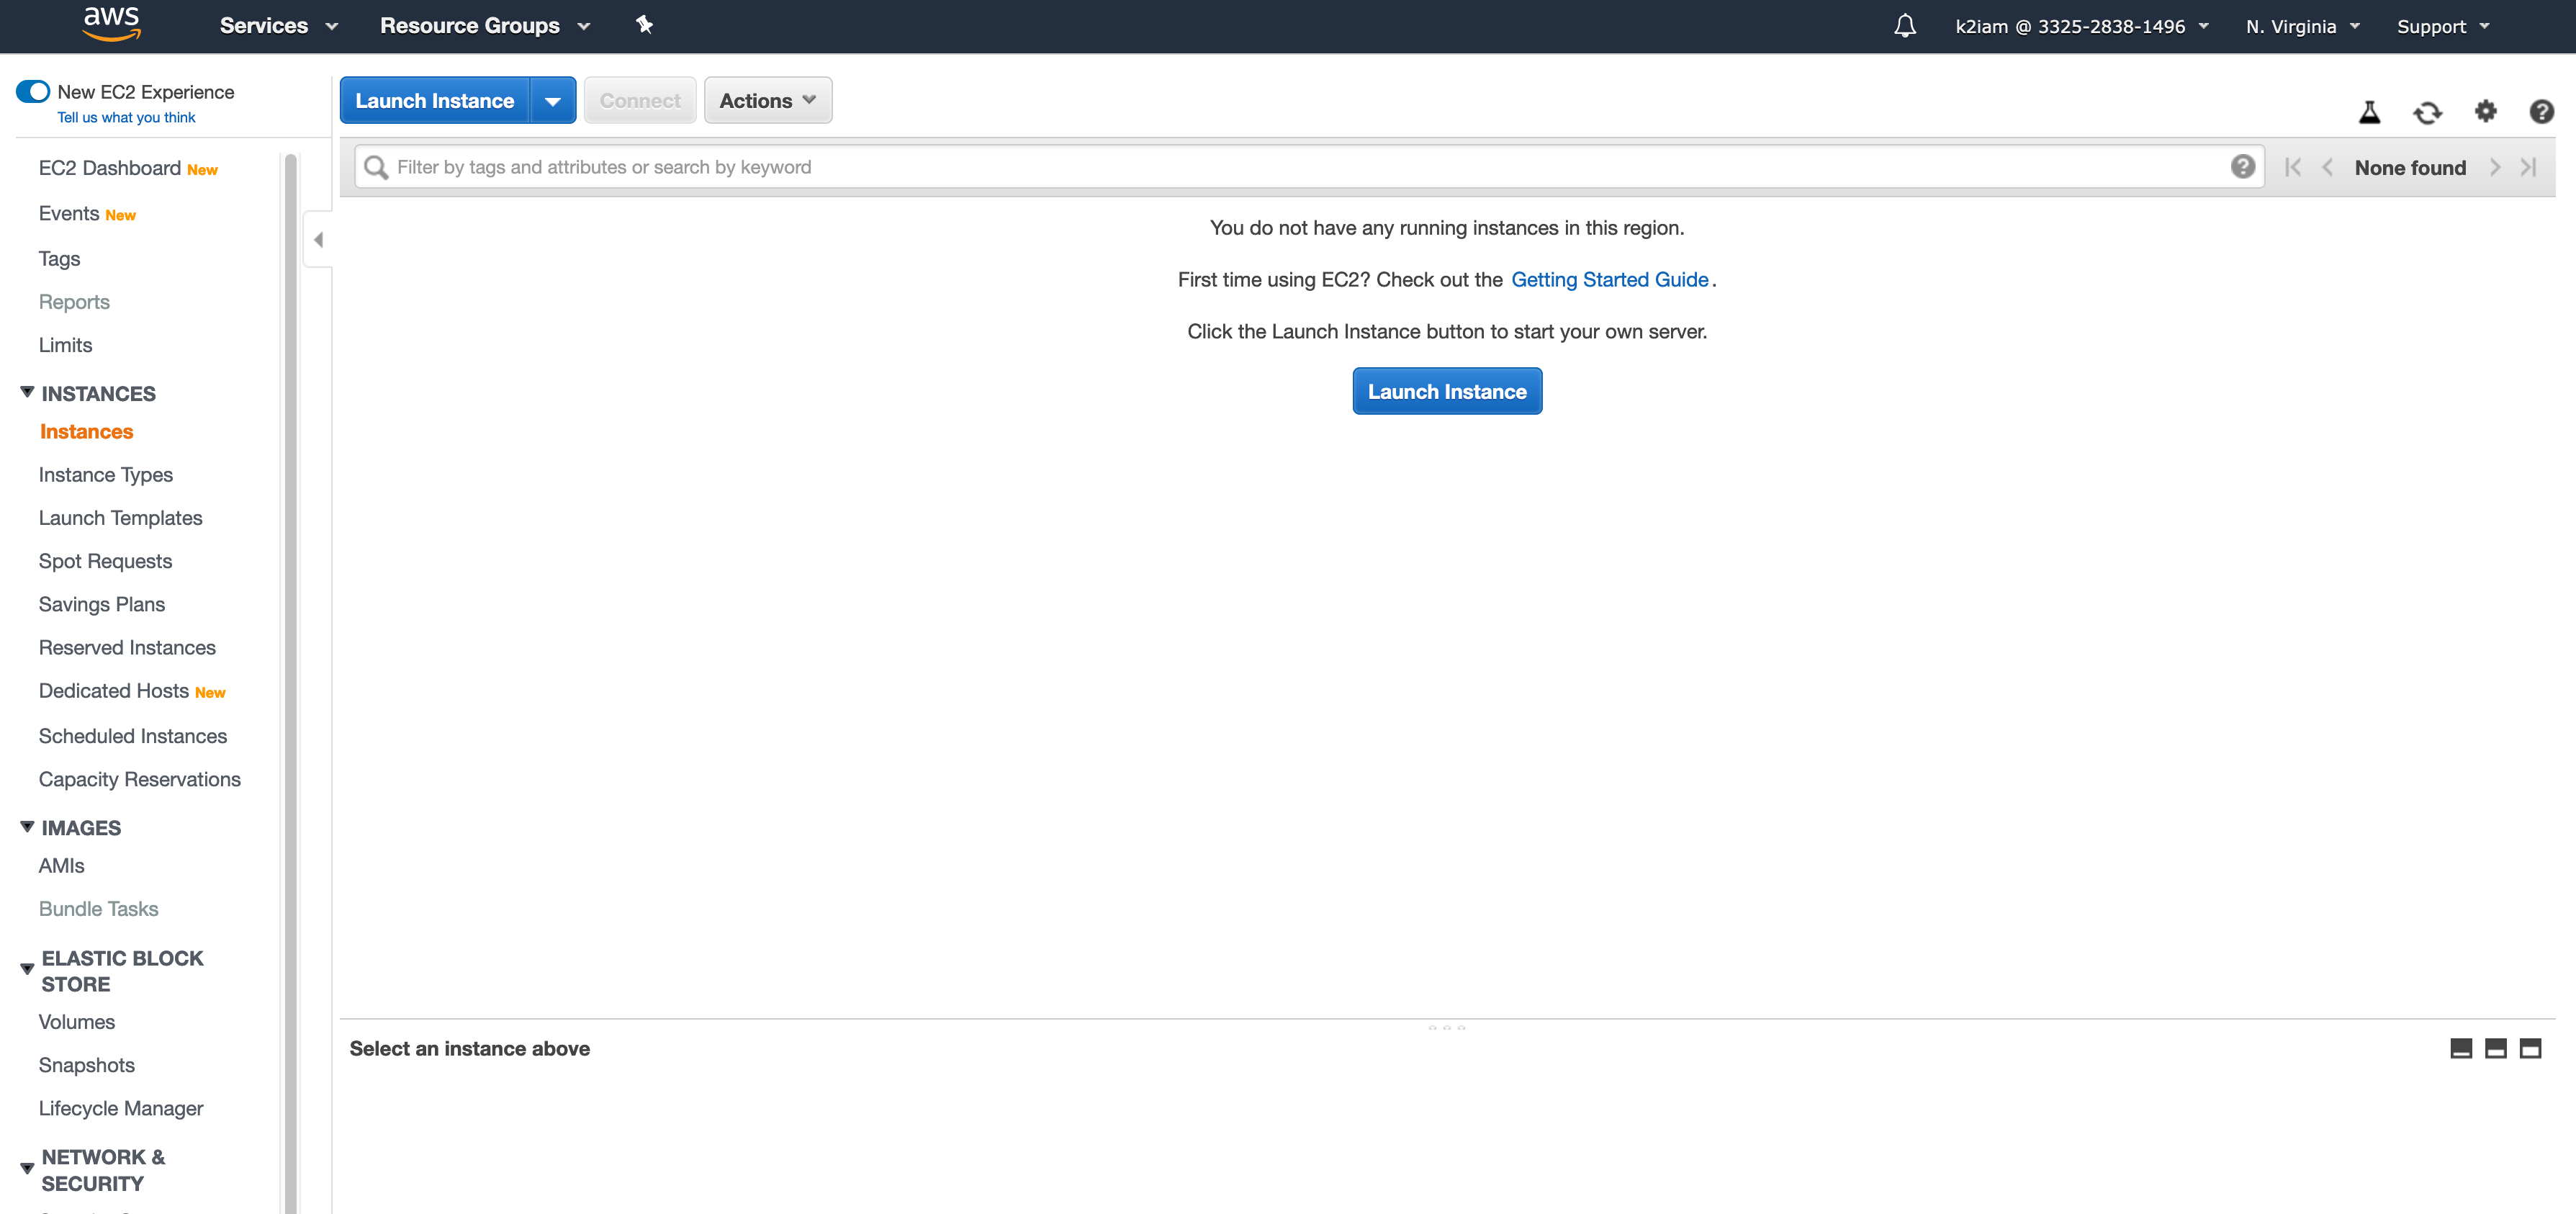 aws
Services
Resource Groups
k2iam @ 3325-2838-1496
N. Virginia
Support
New EC2 Experience
Tell us what you think
Launch Instance
Connect
Actions
Filter by tags and attributes or search by keyword
None found
EC2 Dashboard New
Events New
Tags
Reports
Limits
INSTANCES
Instances
Instance Types
Launch Templates
Spot Requests
Savings Plans
Reserved Instances
Dedicated Hosts New
Scheduled Instances
Capacity Reservations
IMAGES
AMIs
Bundle Tasks
ELASTIC BLOCK
STORE
Volumes
Snapshots
Lifecycle Manager
NETWORK &
SECURITY
You do not have any running instances in this region.
First time using EC2? Check out the Getting Started Guide.
Click the Launch Instance button to start your own server.
Launch Instance
Select an instance above